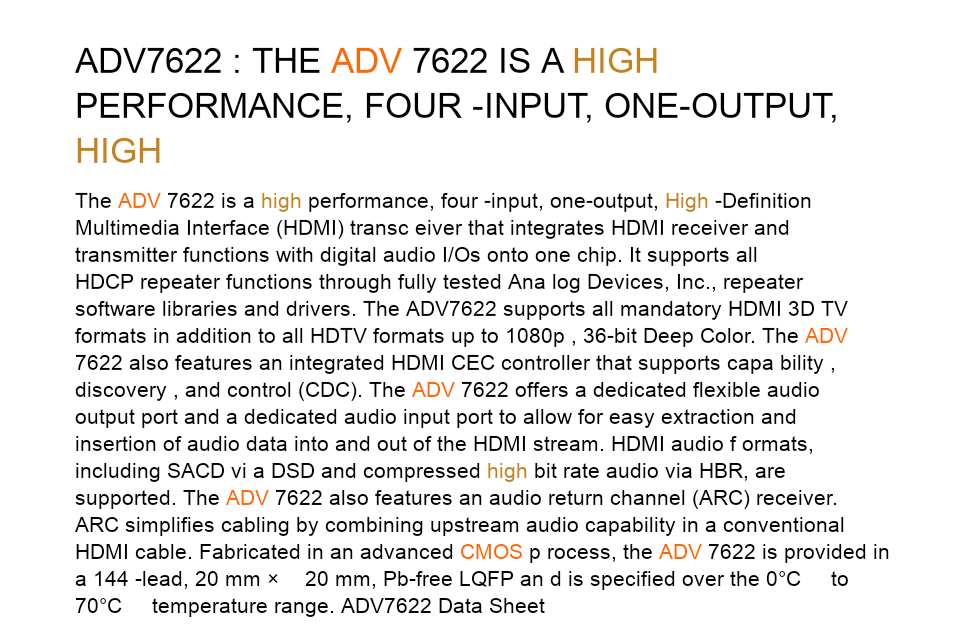 ADV7622 : THE ADV 7622 IS A HIGH
PERFORMANCE, FOUR -INPUT, ONE-OUTPUT,
HIGH
The ADV 7622 is a high performance, four -input, one-output, High -Definition
Multimedia Interface (HDMI) transc eiver that integrates HDMI receiver and
transmitter functions with digital audio I/Os onto one chip. It supports all
HDCP repeater functions through fully tested Ana log Devices, Inc., repeater
software libraries and drivers. The ADV7622 supports all mandatory HDMI 3D TV
formats in addition to all HDTV formats up to 1080p , 36-bit Deep Color. The ADV
7622 also features an integrated HDMI CEC controller that supports capa bility ,
discovery , and control (CDC). The ADV 7622 offers a dedicated flexible audio
output port and a dedicated audio input port to allow for easy extraction and
insertion of audio data into and out of the HDMI stream. HDMI audio f ormats,
including SACD vi a DSD and compressed high bit rate audio via HBR, are
supported. The ADV 7622 also features an audio return channel (ARC) receiver.
ARC simplifies cabling by combining upstream audio capability in a conventional
HDMI cable. Fabricated in an advanced CMOS p rocess, the ADV 7622 is provided in
a 144 -lead, 20 mm × 20 mm, Pb-free LQFP an d is specified over the 0°C to
70°C temperature range. ADV7622 Data Sheet